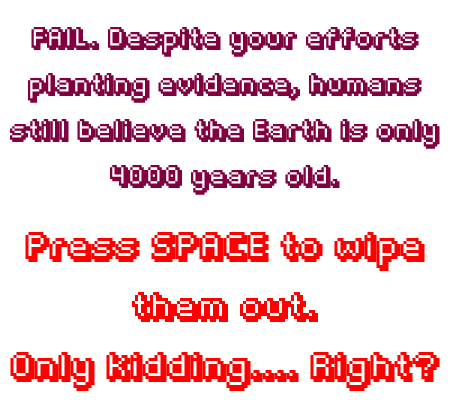 FAIL. Despite your efforts
planting evidence, humans
still believe the Earth is only
4000 years old.
Press SPACE to wipe
them out.
Only kidding.... Right?